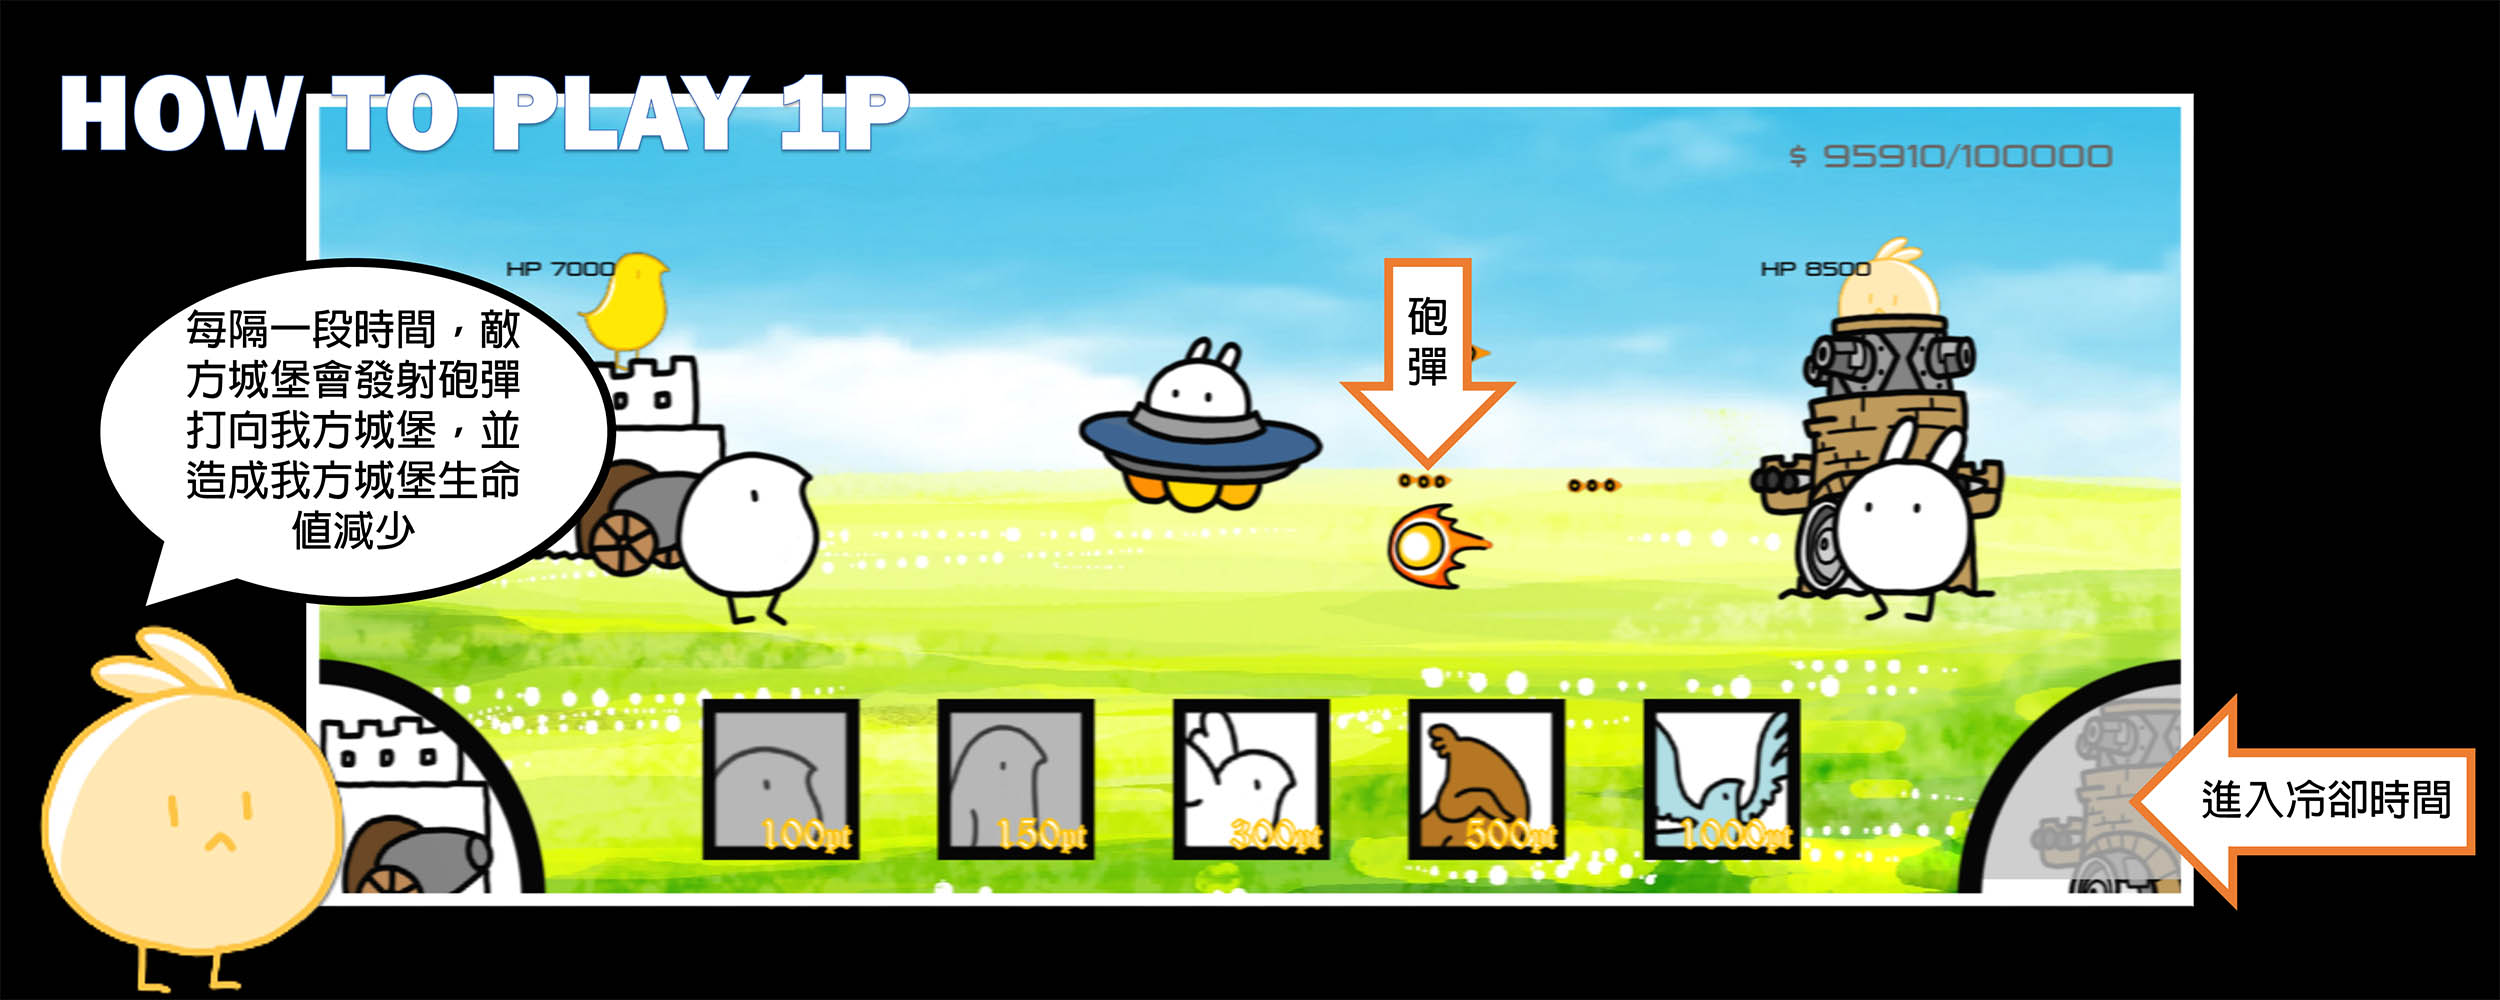 HOW TO PLAY 1P
$ 95910/100000
HP 7000
HP 8500
每隔一段時間，敵
方城堡會發射砲彈
打向我方城堡，並
造成我方城堡生命
值減少
砲
彈
100pt
150pt
300pt
500pt
1000pt
進入冷卻時間